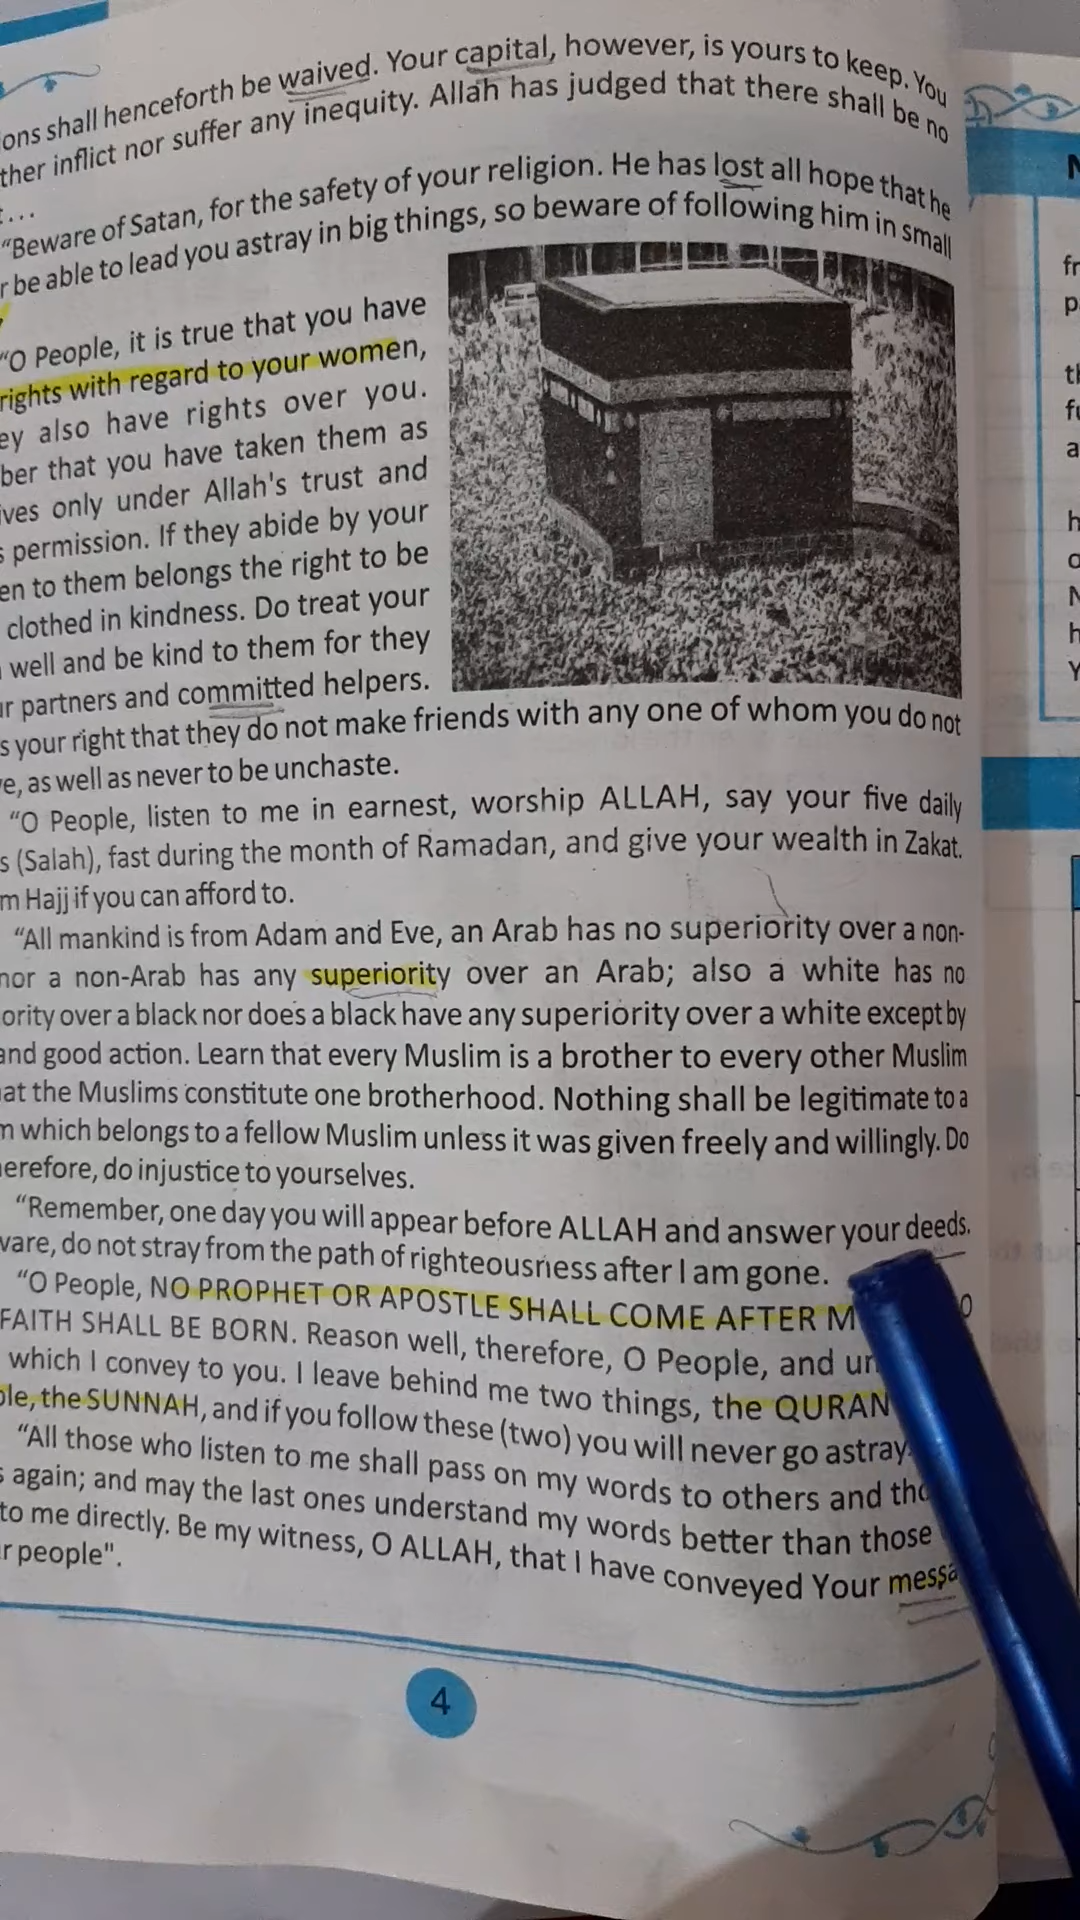 shall henceforth be waived. Your capital, however, is yours to keep. You
inflict nor suffer any inequity. Allah has judged that there shall be no
...
"Beware of Satan, for the safety of your religion. He has lost all hope that he
be able to lead you astray in big things, so beware of following him in small
"O People, it is true that you have
rights with regard to your women,
also have rights over you.
that you have taken them as
only under Allah's trust and
permission. If they abide by your
to them belongs the right to be
clothed in kindness. Do treat your
well and be kind to them for they
partners and committed helpers.
your right that they do not make friends with any one of whom you do not
as well as never to be unchaste.
"O People, listen to me in earnest, worship ALLAH, say your five daily
(Salah), fast during the month of Ramadan, and give your wealth in Zakat.
Hajj if you can afford to.
"All mankind is from Adam and Eve, an Arab has no superiority over a non-
nor a non-Arab has any superiority over an Arab; also a white has no
over a black nor does a black have any superiority over a white except by
and good action. Learn that every Muslim is a brother to every other Muslim
the Muslims constitute one brotherhood. Nothing shall be legitimate to a
which belongs to a fellow Muslim unless it was given freely and willingly. Do
do injustice to yourselves.
"Remember, one day you will appear before ALLAH and answer your deeds.
do not stray from the path of righteousness after I am gone.
"O People, NO PROPHET OR APOSTLE SHALL COME AFTER
FAITH SHALL BE BORN. Reason well, therefore, O People, and
which I convey to you. I leave behind me two things, the QURAN
the SUNNAH, and if you follow these (two) you will never go astray
"All those who listen to me shall pass on my words to others and
again; and may the last ones understand my words better than those
to me directly. Be my witness, O ALLAH, that I have conveyed Your
people".
4